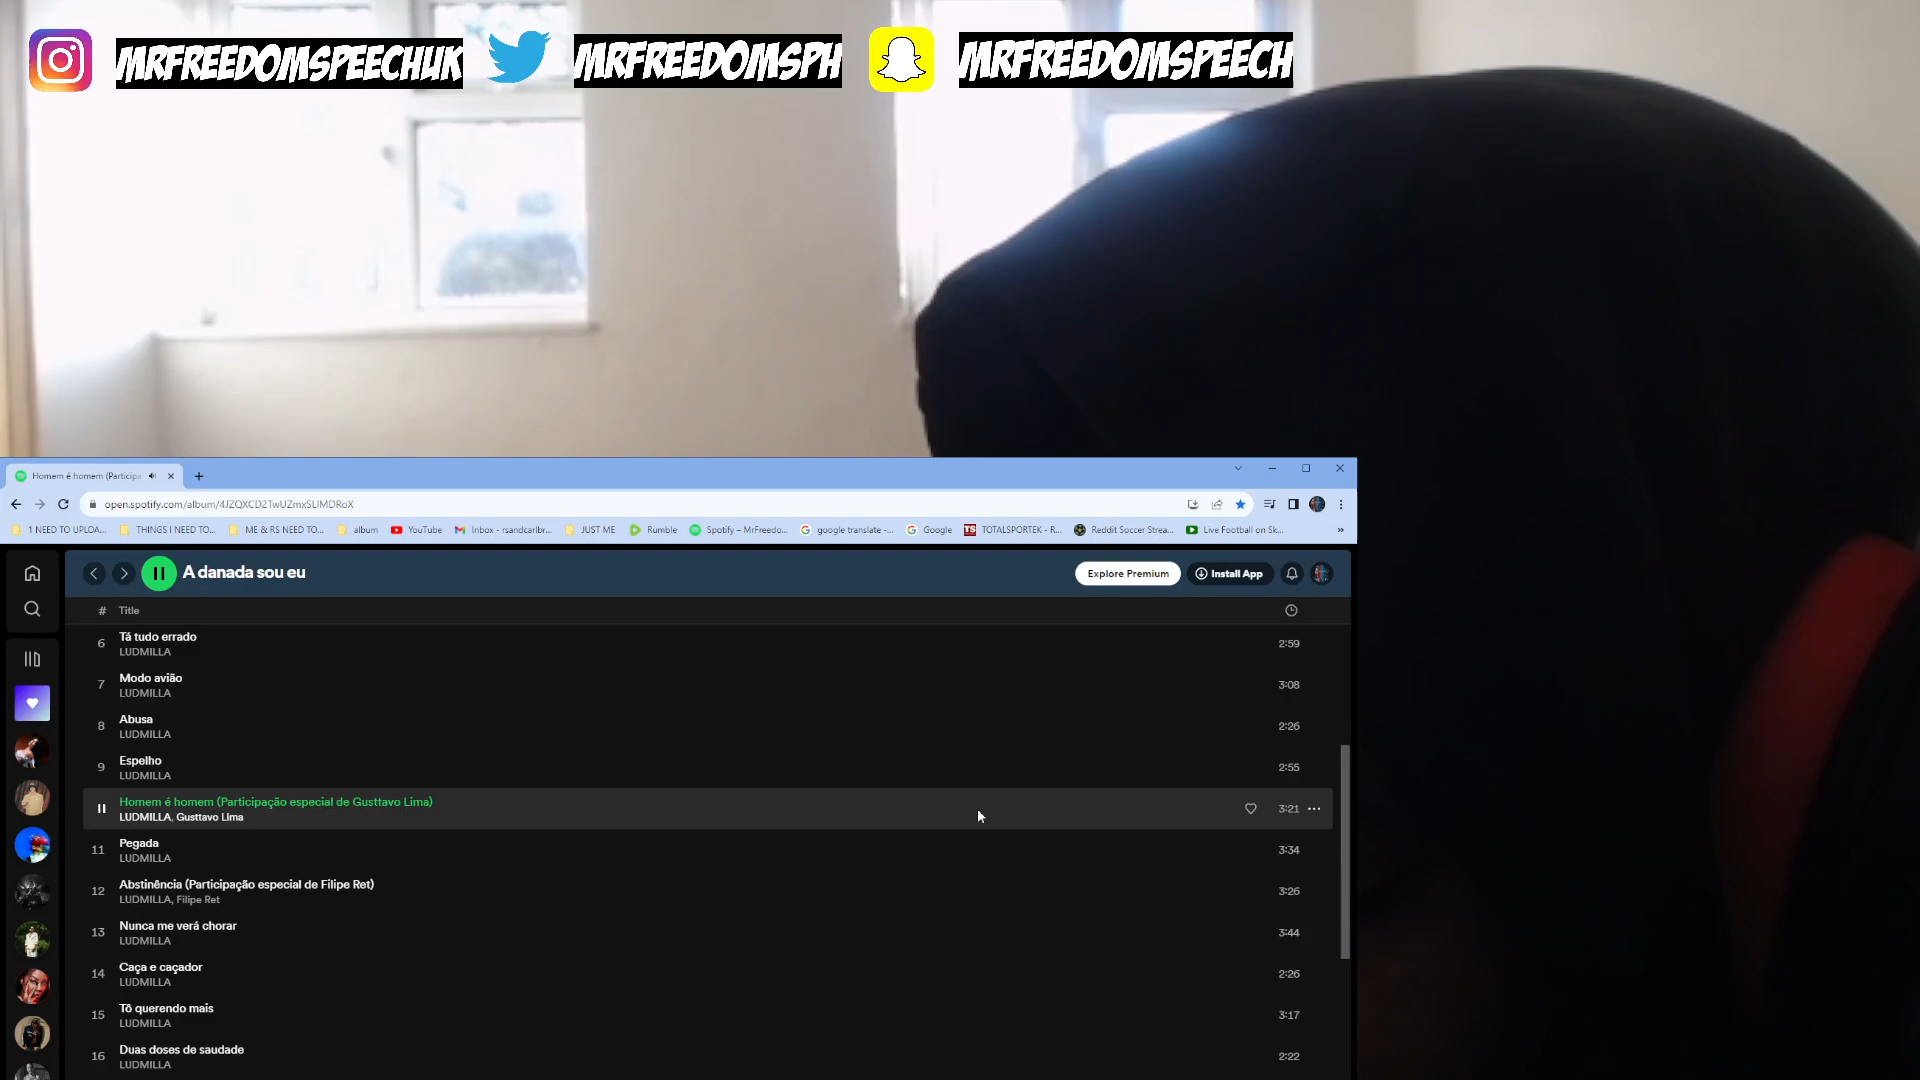 MRFREEDOMSPEECHUK
MRFREEDOMSPH
MRFREEDOMSPEECH
Homem é homem (Particip
open.spotify.com/album/4JZQXCD2TwUZmxSLIMDRoX
1 NEED TO UPLOA...
THINGS I NEED TO...
ME & RS NEED TO...
album
YouTube
Inbox - rsandcarlbr...
JUST ME
Rumble
Spotify – MrFreedo...
google translate -...
Google
TS
TOTALSPORTEK - R...
Reddit Soccer Strea...
Live Football on Sk...
»
A danada sou eu
Explore Premium
Install App
# Title
6 Tá tudo errado 2:59
LUDMILLA
7 Modo avião 3:08
LUDMILLA
8 Abusa 2:26
LUDMILLA
9 Espelho 2:55
LUDMILLA
Homem é homem (Participação especial de Gusttavo Lima) 3:21
LUDMILLA, Gusttavo Lima
11 Pegada 3:34
LUDMILLA
12 Abstinência (Participação especial de Filipe Ret) 3:26
LUDMILLA, Filipe Ret
13 Nunca me verá chorar 3:44
LUDMILLA
14 Caça e caçador 2:26
LUDMILLA
15 Tô querendo mais 3:17
LUDMILLA
16 Duas doses de saudade 2:22
LUDMILLA